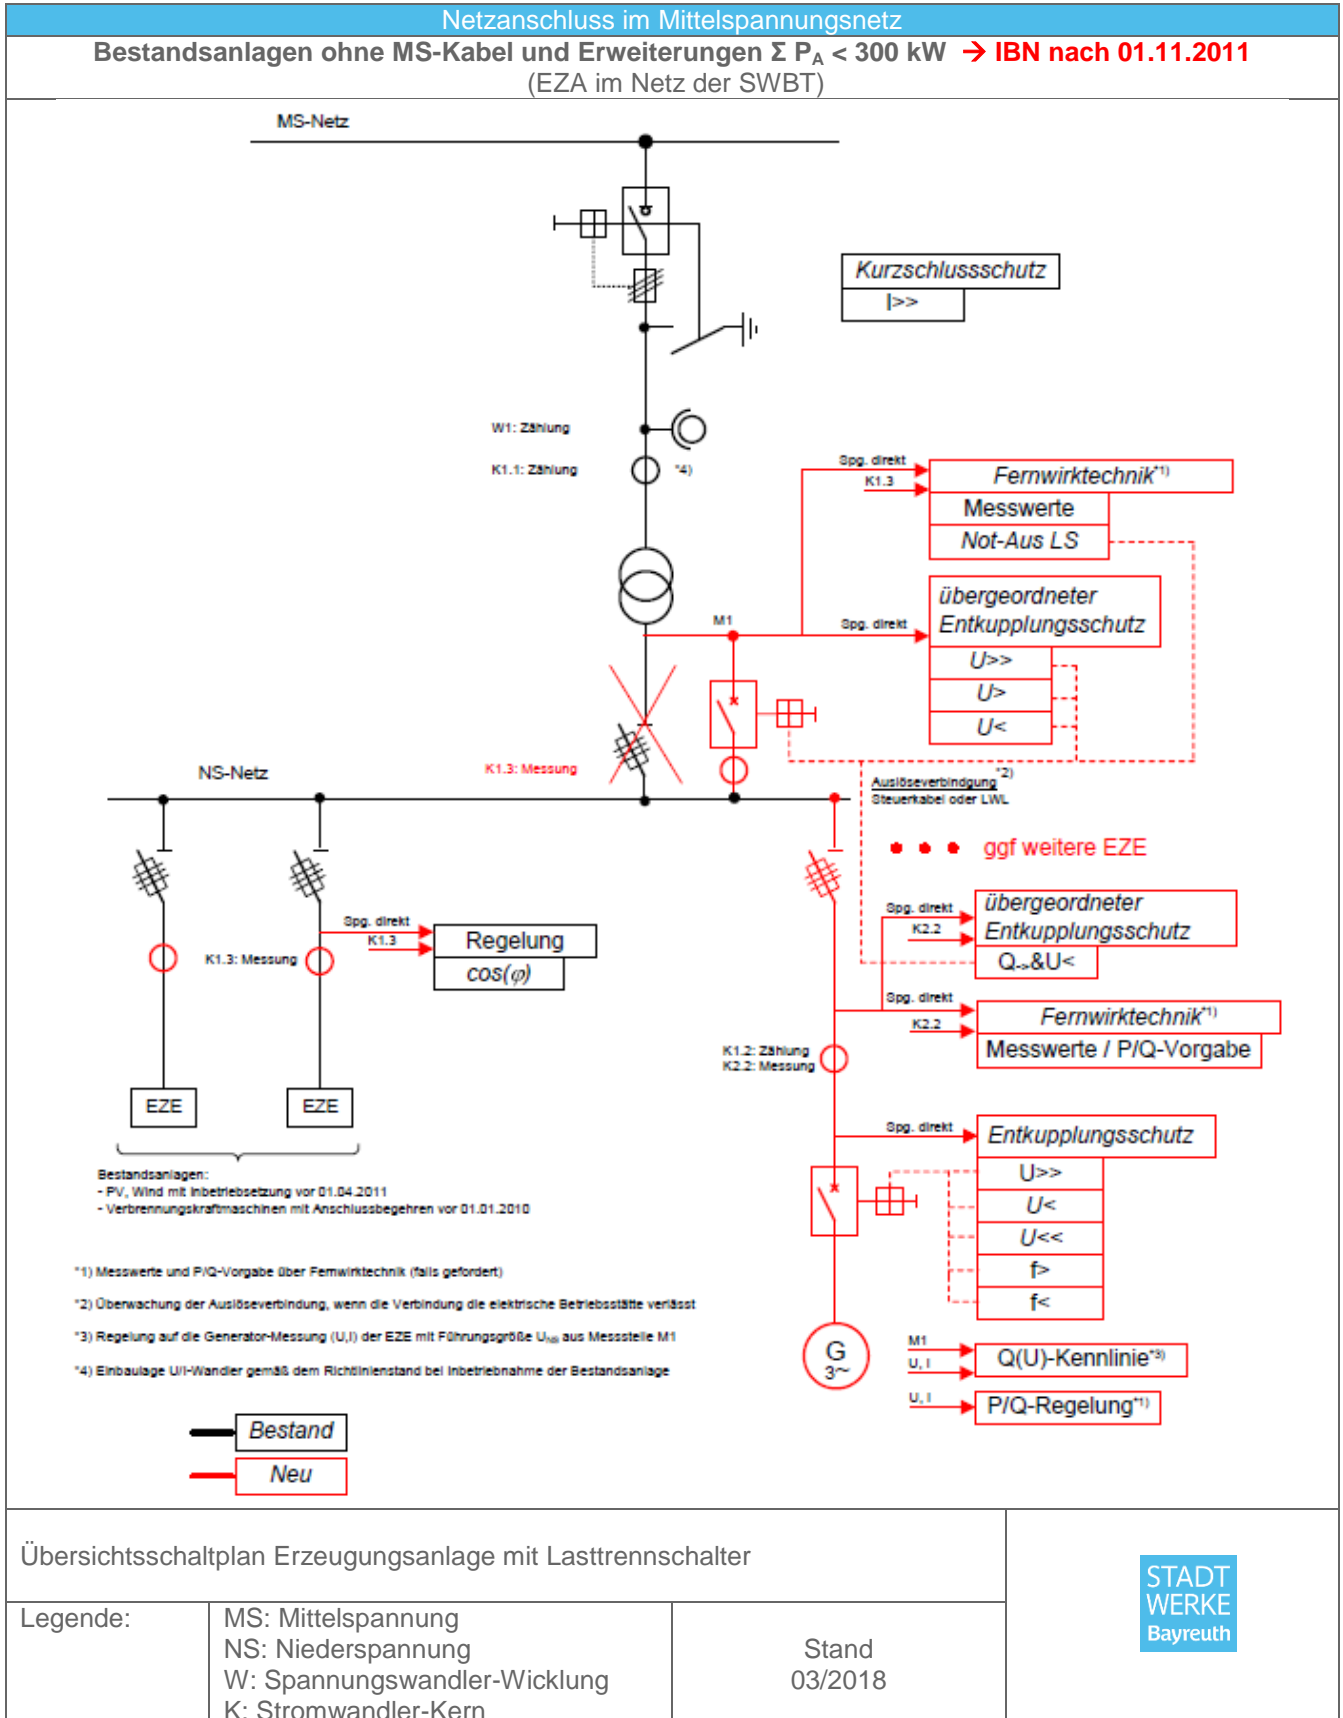 Netzanschluss im Mittelspannungsnetz
Bestandsanlagen ohne MS-Kabel und Erweiterungen Σ PA < 300 kW → IBN nach 01.11.2011
(EZA im Netz der SWBT)
MS-Netz
Kurzschlussschutz
I>>
W1: Zählung
K1.1: Zählung
*4)
Spg. direkt
K1.3
Fernwirktechnik*1)
Messwerte
Not-Aus LS
M1
Spg. direkt
übergeordneter
Entkupplungsschutz
U>>
U>
U<
NS-Netz
K1.3: Messung
Auslöseverbindgung *2)
Steuerkabel oder LWL
ggf weitere EZE
Spg. direkt
K1.3
Regelung
cos(φ)
K1.3: Messung
Spg. direkt
K2.2
übergeordneter
Entkupplungsschutz
Q->&U<
Spg. direkt
K2.2
Fernwirktechnik*1)
Messwerte / P/Q-Vorgabe
K1.2: Zählung
K2.2: Messung
EZE
EZE
Spg. direkt
Entkupplungsschutz
U>>
U<
U<<
f>
f<
Bestandsanlagen:
- PV, Wind mit Inbetriebsetzung vor 01.04.2011
- Verbrennungskraftmaschinen mit Anschlussbegehren vor 01.01.2010
*1) Messwerte und P/Q-Vorgabe über Fernwirktechnik (falls gefordert)
*2) Überwachung der Auslöseverbindung, wenn die Verbindung die elektrische Betriebsstätte verlässt
*3) Regelung auf die Generator-Messung (U,I) der EZE mit Führungsgröße UNS aus Messstelle M1
*4) Einbaulage U/I-Wandler gemäß dem Richtlinienstand bei Inbetriebnahme der Bestandsanlage
G
3~
M1
U, I
Q(U)-Kennlinie*3)
U, I
P/Q-Regelung*1)
Bestand
Neu
Übersichtsschaltplan Erzeugungsanlage mit Lasttrennschalter
STADT
WERKE
Bayreuth
Legende:
MS: Mittelspannung
NS: Niederspannung
W: Spannungswandler-Wicklung
K: Stromwandler-Kern
Stand
03/2018